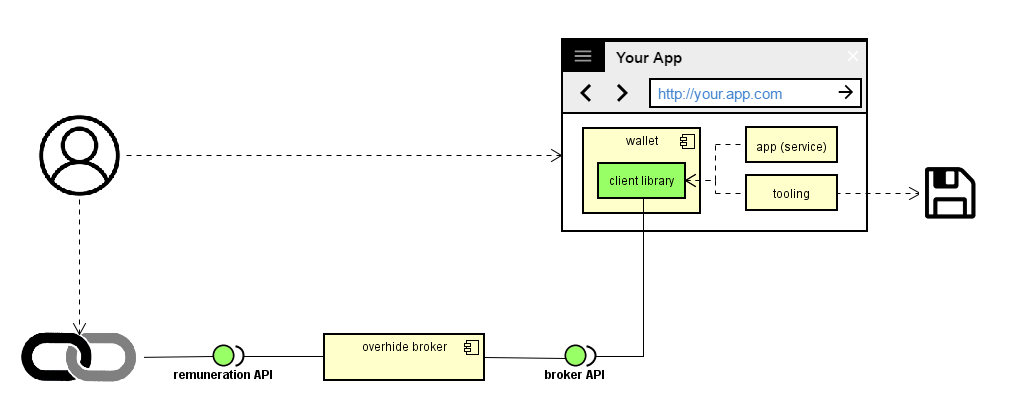 Your App
http://your.app.com
wallet
client library
app (service)
tooling
overhide broker
remuneration API
broker API